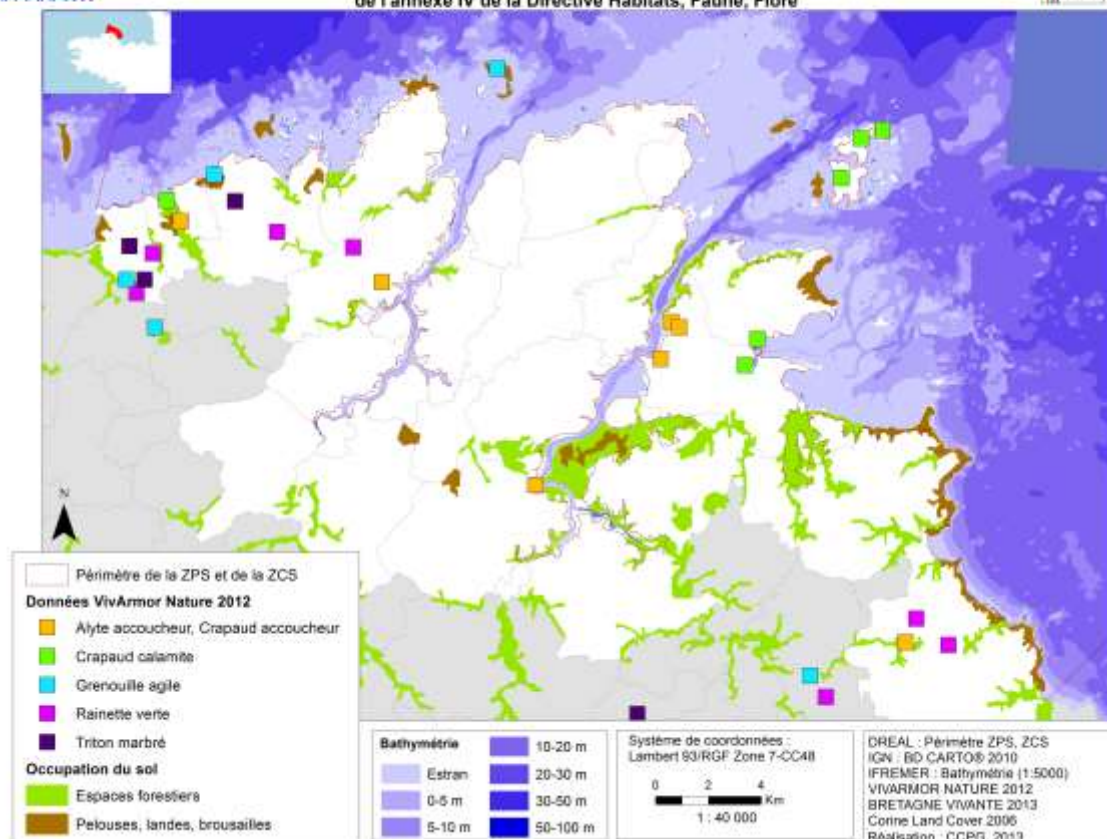 de l'annexe IV de la Directive Habitats, Faune, Flore
N
Périmètre de la ZPS et de la ZCS
Données VivArmor Nature 2012
Alyte accoucheur, Crapaud accoucheur
Crapaud calamite
Grenouille agile
Rainette verte
Triton marbré
Occupation du sol
Espaces forestiers
Pelouses, landes, brousailles
Bathymétrie
Estran
0-5 m
5-10 m
10-20 m
20-30 m
30-50 m
50-100 m
Système de coordonnées :
Lambert 93/RGF Zone 7-CC48
0 2 4
Km
1 : 40 000
DREAL : Périmètre ZPS, ZCS
IGN : BD CARTO® 2010
IFREMER : Bathymétrie (1:5000)
VIVARMOR NATURE 2012
BRETAGNE VIVANTE 2013
Corine Land Cover 2006
Réalisation : CCPG, 2013